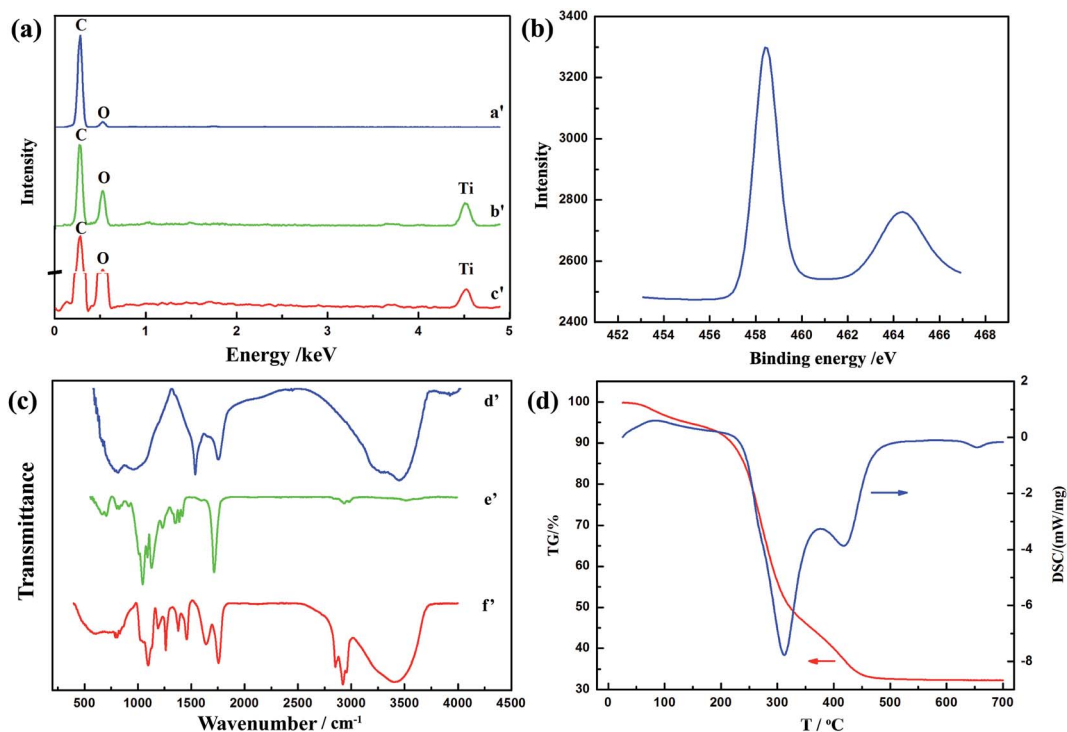 (a)
C
O
a'
C
O
Ti
b'
C
O
Ti
c'
Intensity
0 1 2 3 4 5
Energy /keV
(b)
3400
3200
3000
2800
2600
2400
Intensity
452 454 456 458 460 462 464 466 468
Binding energy /eV
(c)
d’
e’
f’
Transmittance
500 1000 1500 2000 2500 3000 3500 4000 4500
Wavenumber / cm-1
(d)
100
90
80
70
60
50
40
30
TG/%
2
0
-2
-4
-6
-8
DSC/(mW/mg)
0 100 200 300 400 500 600 700
T / oC